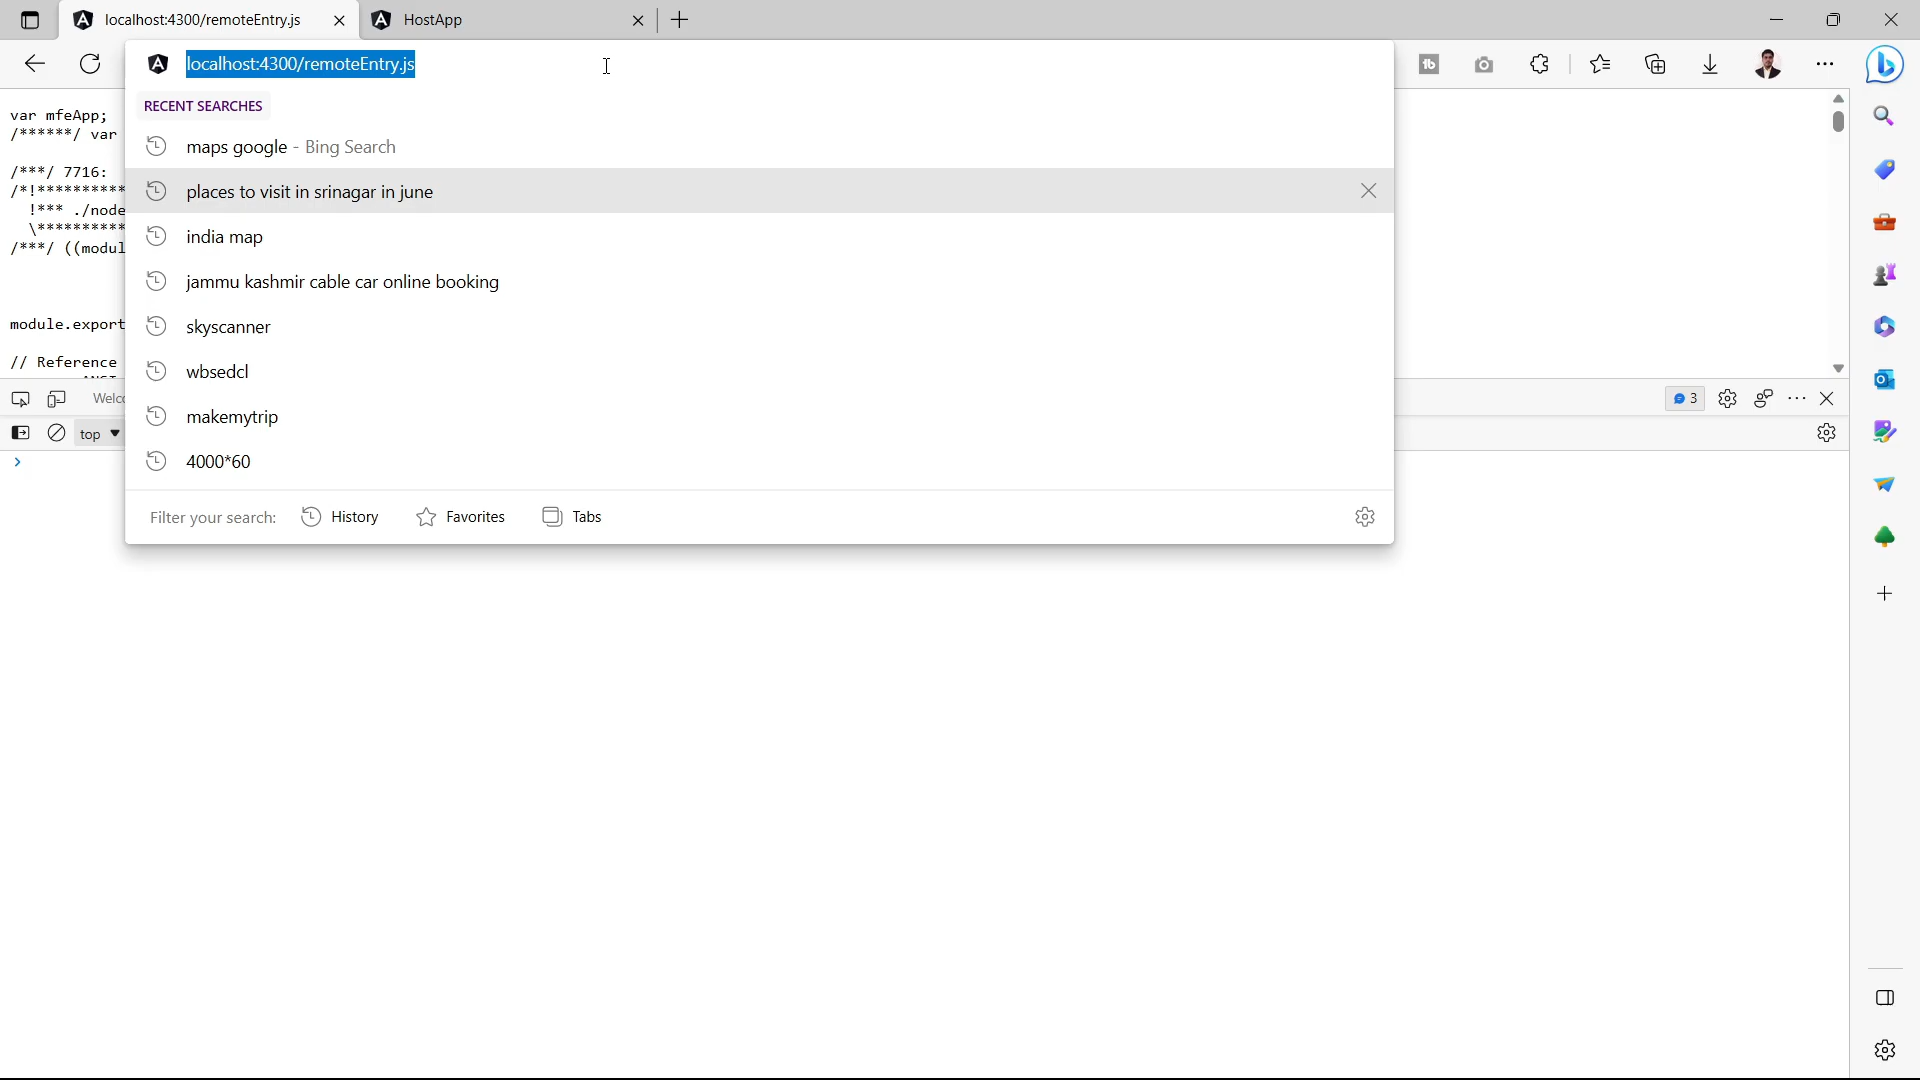 localhost:4300/remoteEntry.js
HostApp
localhost:4300/remoteEntry.js
RECENT SEARCHES
maps google - Bing Search
places to visit in srinagar in june
india map
jammu kashmir cable car online booking
skyscanner
wbsedcl
makemytrip
4000*60
Filter your search:
History
Favorites
Tabs
var mfeApp;
/******/ var
/***/ 7716:
/*!**********
!*** ./node
\**********
/***/ ((modul
module.export
// Reference
Welc
3
top
tb